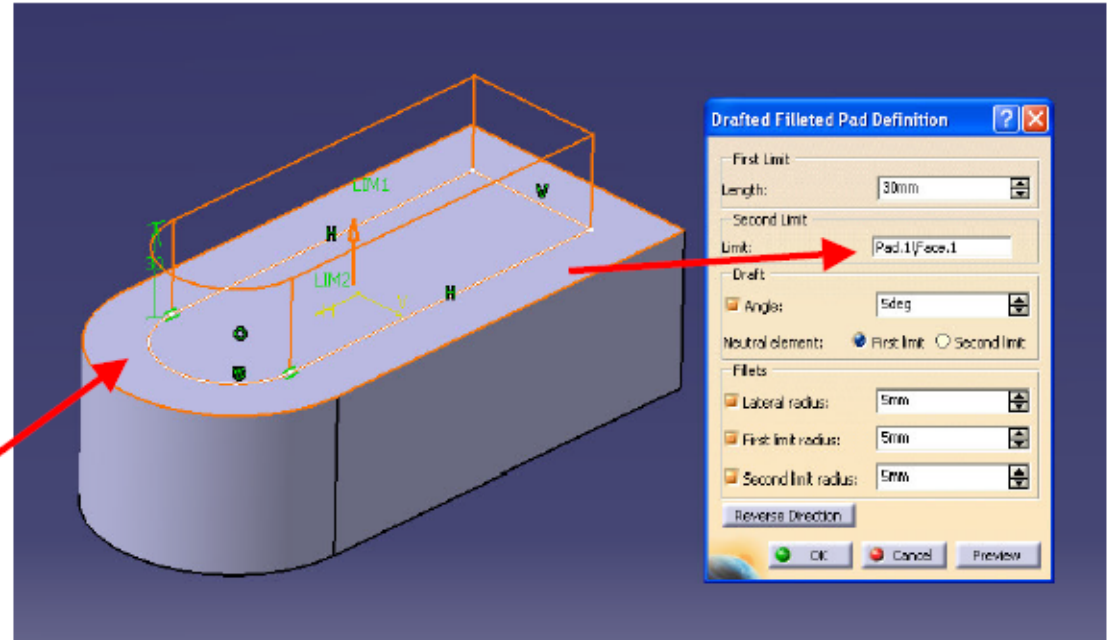 LIM1
V
H
30
LIM2
H
Y
Drafted Filleted Pad Definition
First Limit
Length: 30mm
Second Limit
Limit: Pad.1\Face.1
Draft
Angle: 5deg
Neutral element: First limit Second limit
Fillets
Lateral radius: 5mm
First limit radius: 5mm
Second limit radius: 5mm
Reverse Direction
OK Cancel Preview